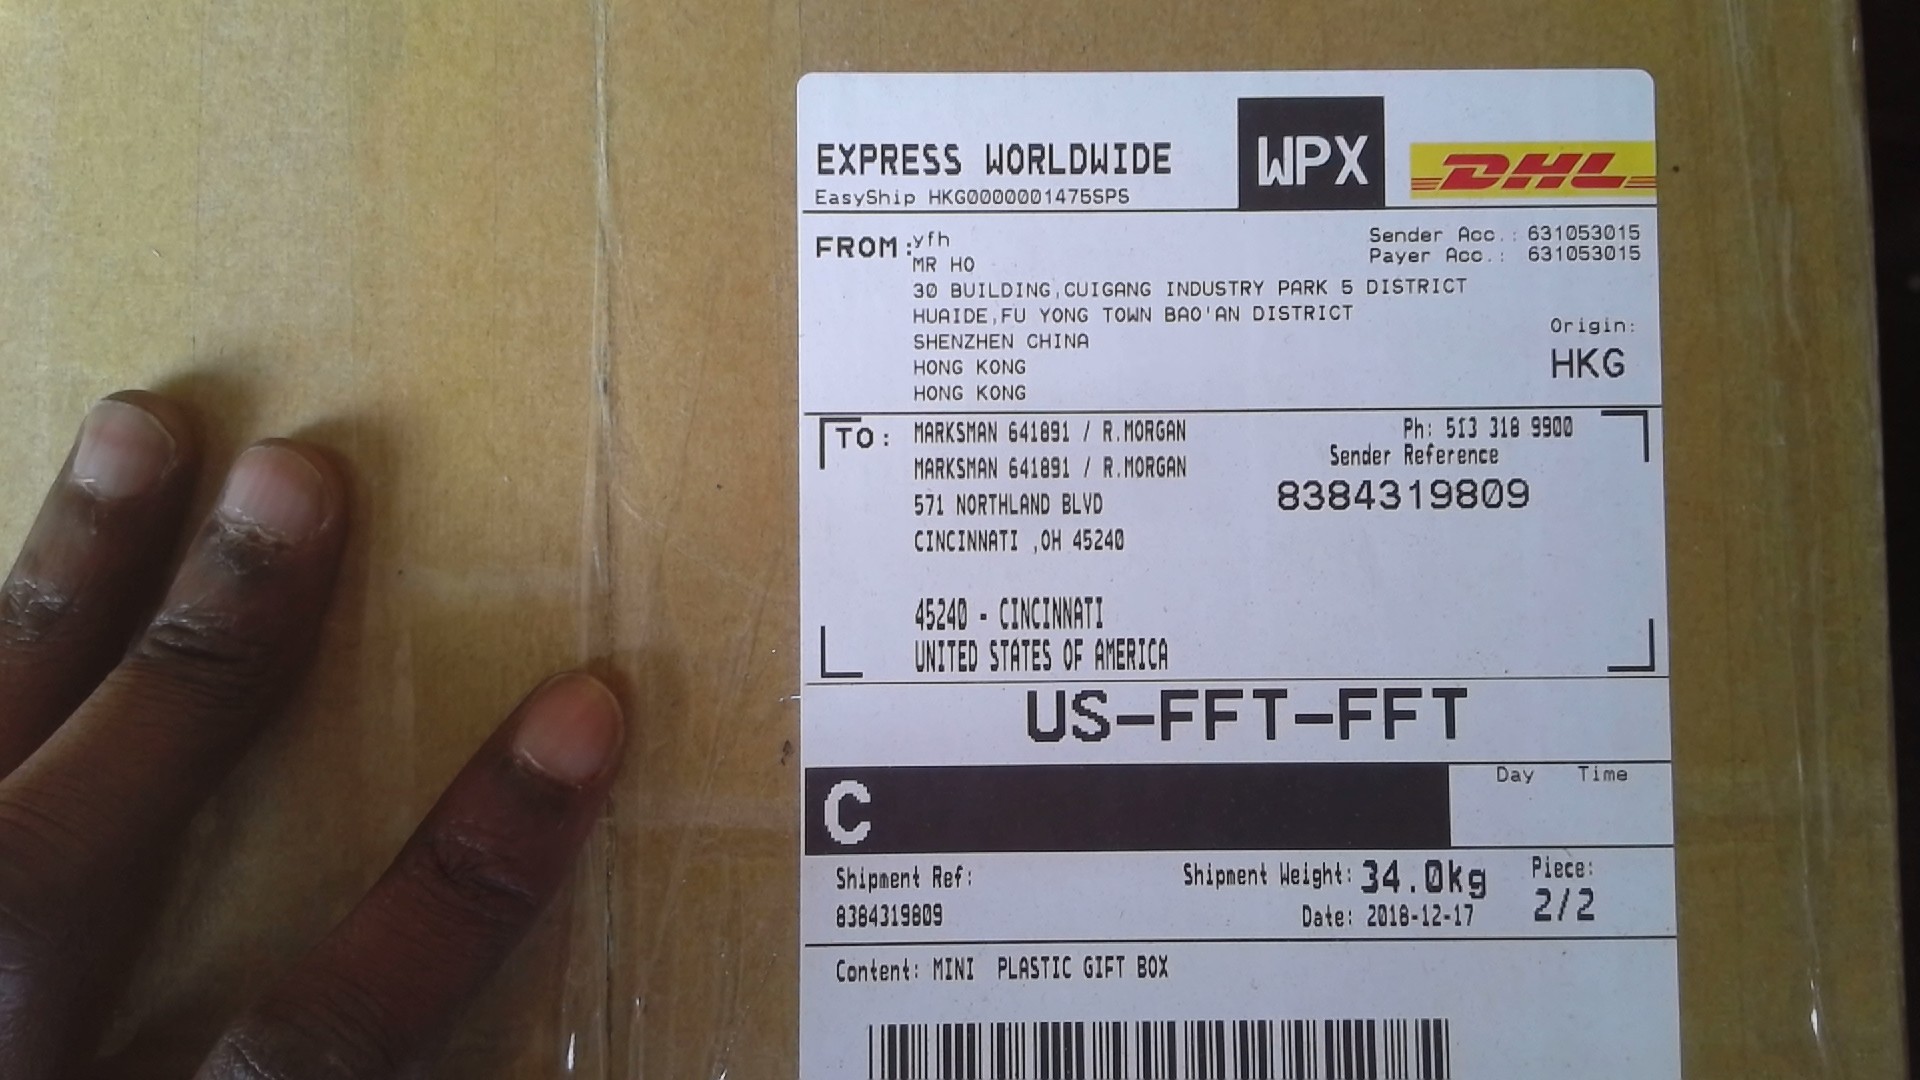 EXPRESS WORLDWIDE
WPX
DHL
EasyShip HKG0000001475SPS
FROM: yfh
MR HO
30 BUILDING,CUIGANG INDUSTRY PARK 5 DISTRICT
HUAIDE,FU YONG TOWN BAO'AN DISTRICT
SHENZHEN CHINA
HONG KONG
HONG KONG
Sender Acc.: 631053015
Payer Acc.: 631053015
Origin:
HKG
TO: MARKSMAN 641891 / R.MORGAN
MARKSMAN 641891 / R.MORGAN
571 NORTHLAND BLVD
CINCINNATI ,OH 45240
45240 - CINCINNATI
UNITED STATES OF AMERICA
Ph: 513 318 9900
Sender Reference
8384319809
US-FFT-FFT
C
Day Time
Shipment Ref:
8384319809
Shipment Weight: 34.0kg
Date: 2018-12-17
Piece:
2/2
Content: MINI PLASTIC GIFT BOX